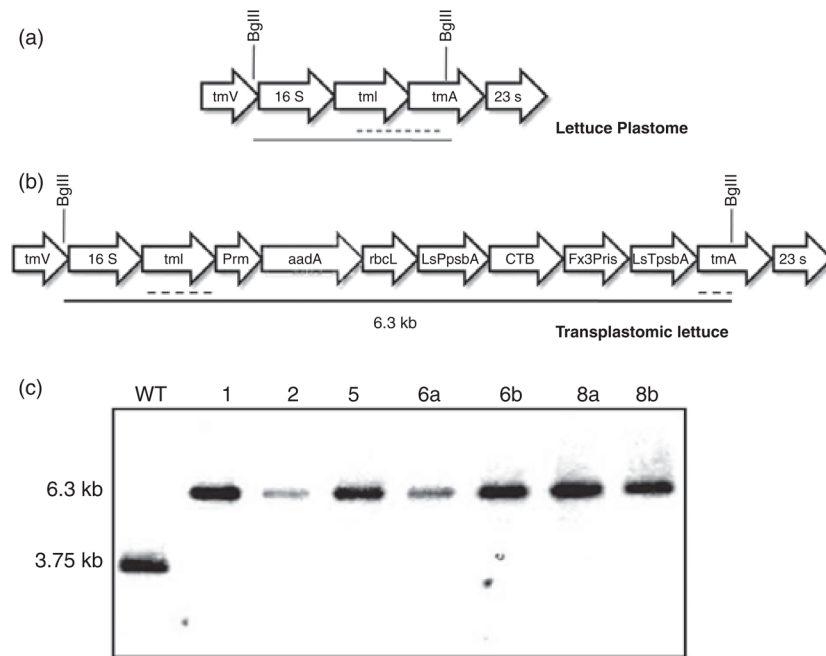 (a)
BglII
BglII
tmV 16 S tml tmA 23 s
Lettuce Plastome
(b)
BglII
BglII
tmV 16 S tml Prm aadA rbcL LsPpsbA CTB Fx3Pris LsTpsbA tmA 23 s
6.3 kb
Transplastomic lettuce
(c)
WT 1 2 5 6a 6b 8a 8b
6.3 kb
3.75 kb